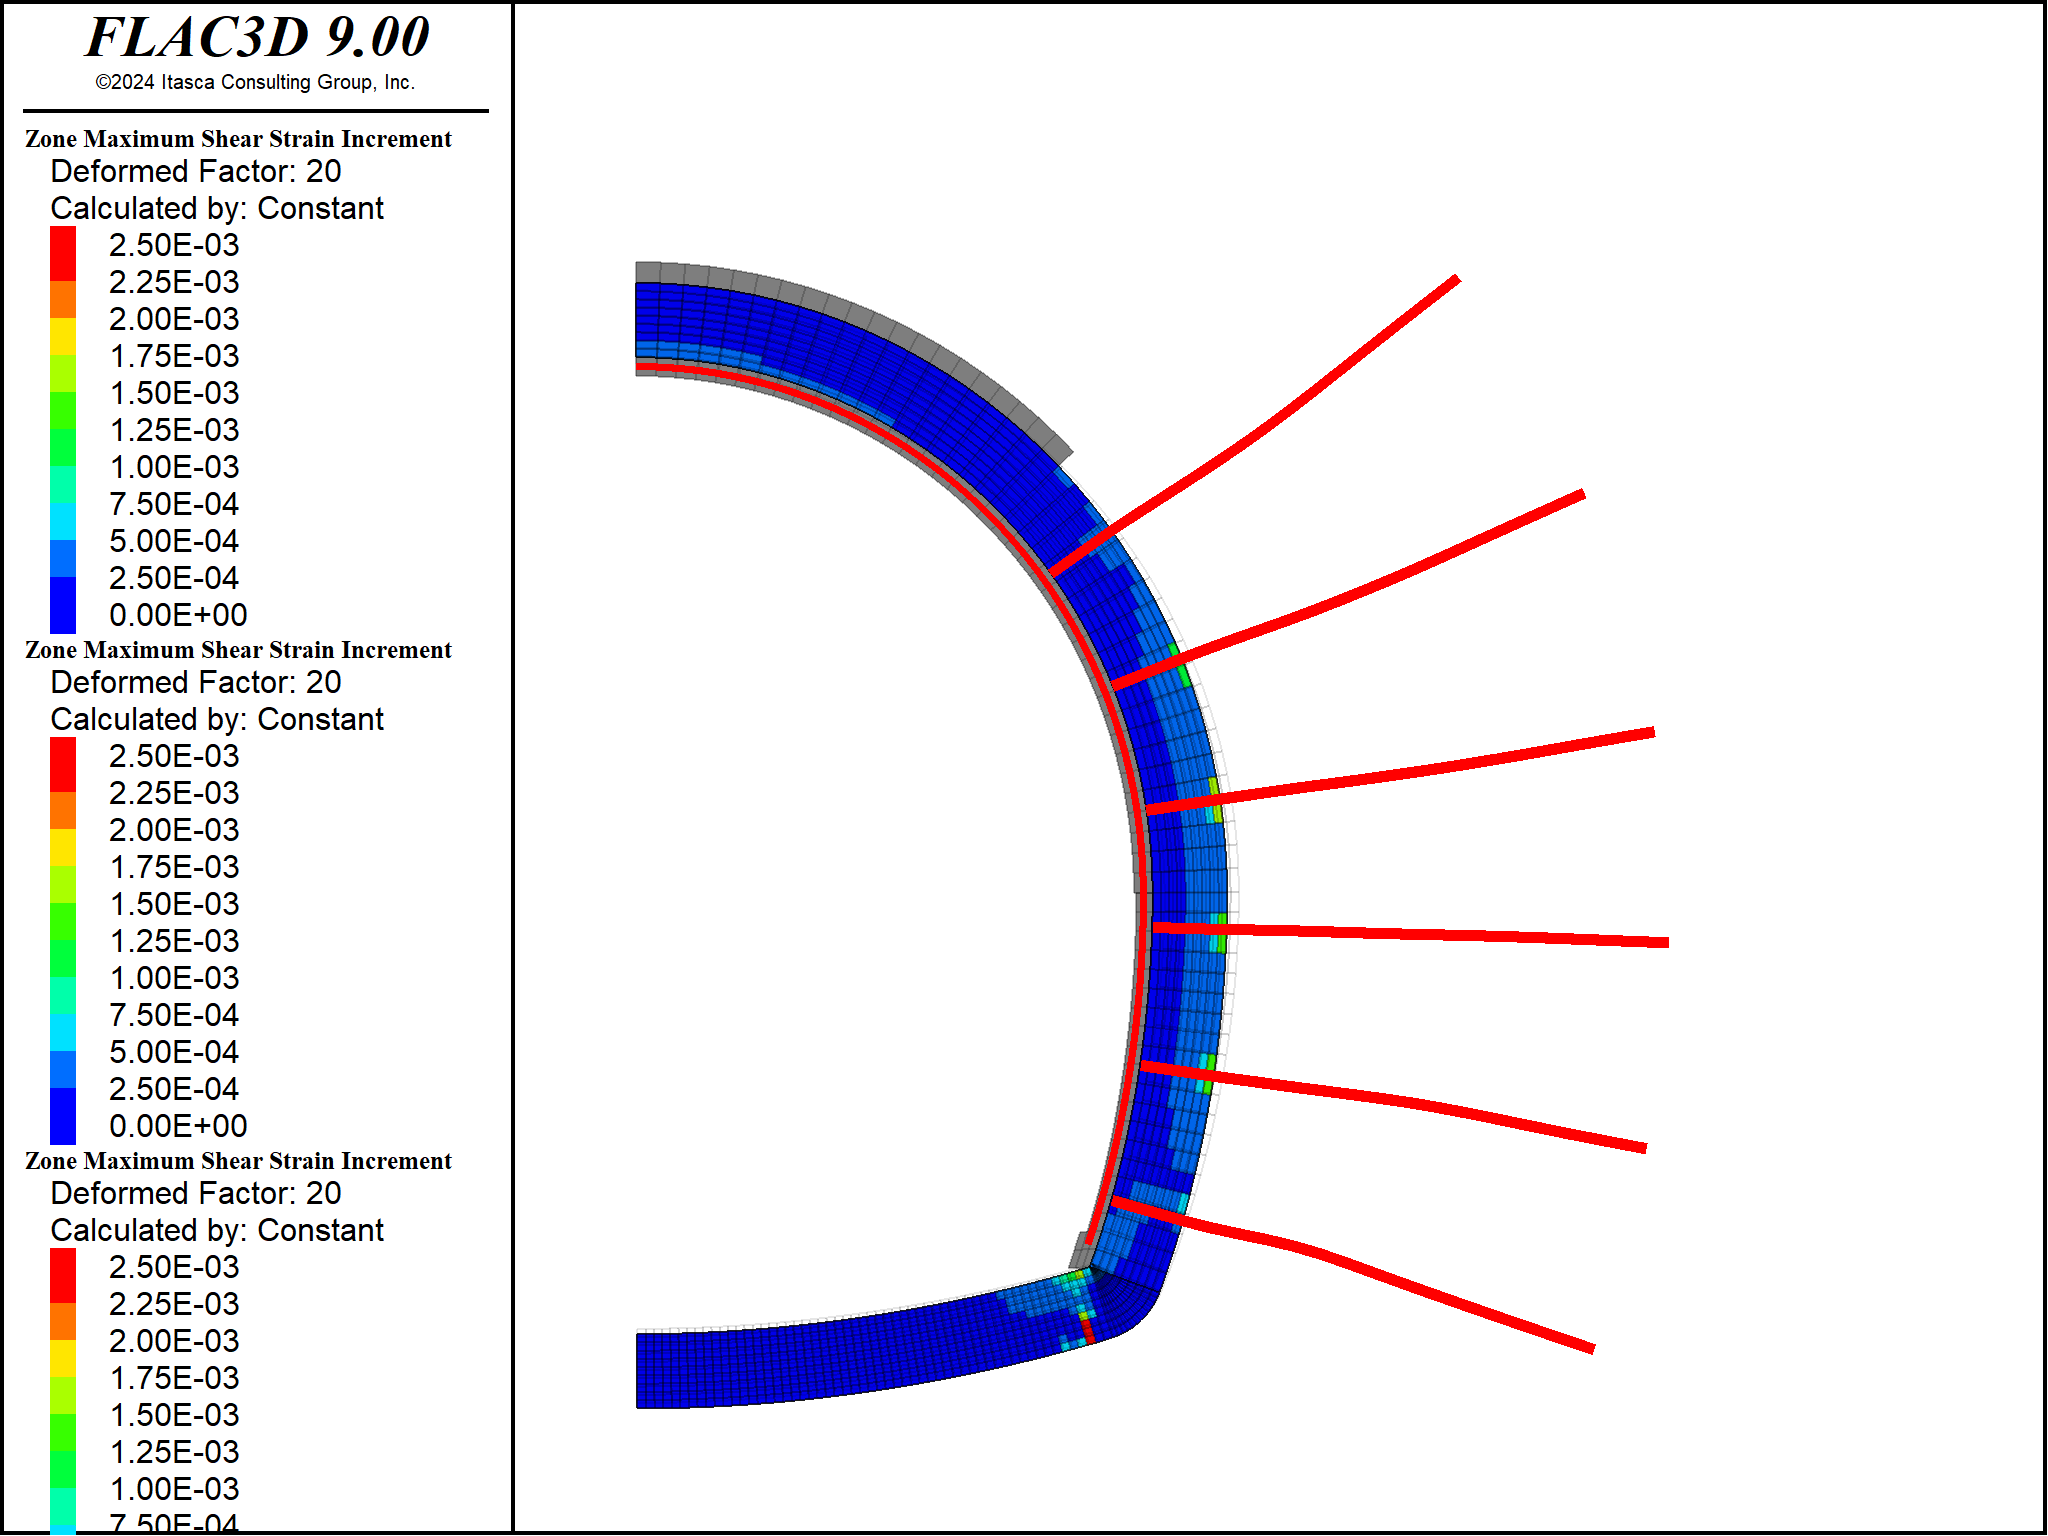 FLAC3D 9.00
©2024 Itasca Consulting Group, Inc.
Zone Maximum Shear Strain Increment
Deformed Factor: 20
Calculated by: Constant
2.50E-03
2.25E-03
2.00E-03
1.75E-03
1.50E-03
1.25E-03
1.00E-03
7.50E-04
5.00E-04
2.50E-04
0.00E+00
Zone Maximum Shear Strain Increment
Deformed Factor: 20
Calculated by: Constant
2.50E-03
2.25E-03
2.00E-03
1.75E-03
1.50E-03
1.25E-03
1.00E-03
7.50E-04
5.00E-04
2.50E-04
0.00E+00
Zone Maximum Shear Strain Increment
Deformed Factor: 20
Calculated by: Constant
2.50E-03
2.25E-03
2.00E-03
1.75E-03
1.50E-03
1.25E-03
1.00E-03
7.50E-04